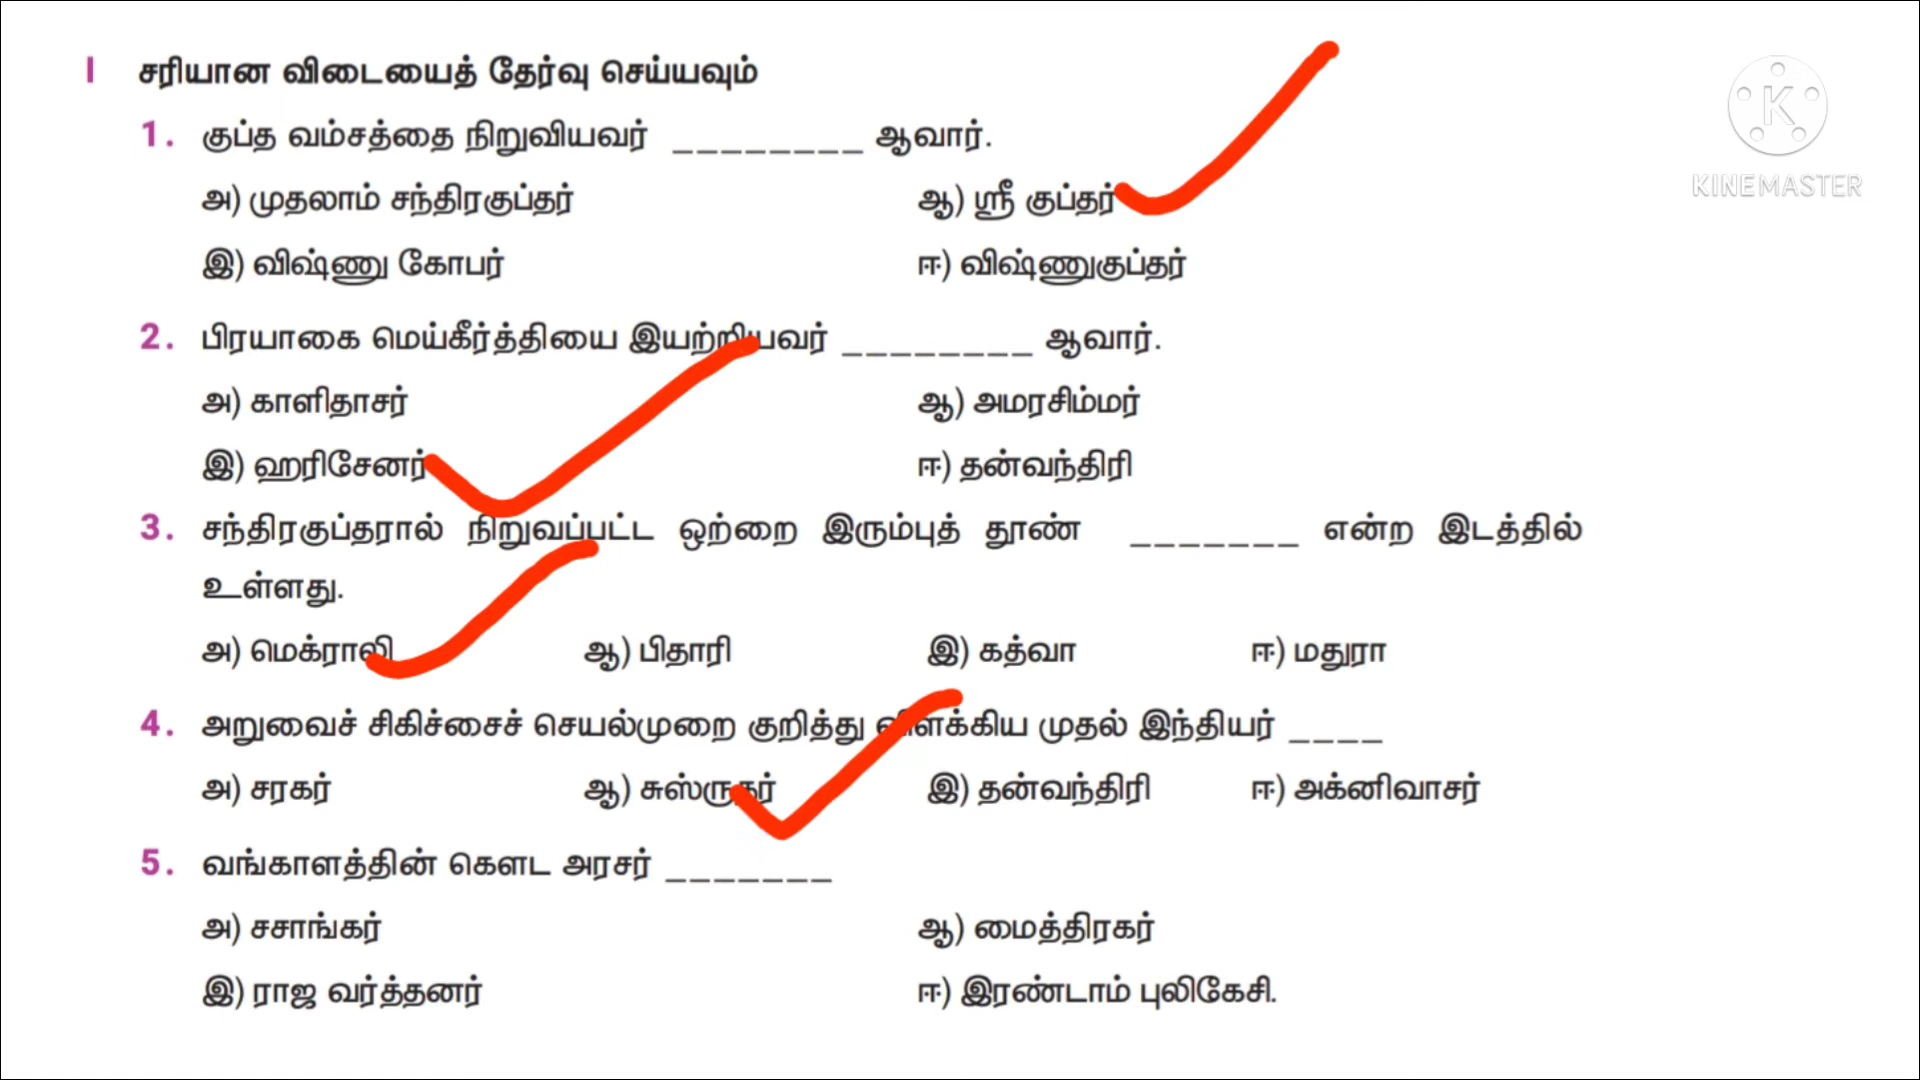 I சரியான விடையைத் தேர்வு செய்யவும்
1. குப்த வம்சத்தை நிறுவியவர் ________ ஆவார்.
அ) முதலாம் சந்திரகுப்தர் ஆ) ஸ்ரீ குப்தர்
இ) விஷ்ணு கோபர் ஈ) விஷ்ணுகுப்தர்
2. பிரயாகை மெய்கீர்த்தியை இயற்றியவர் ________ ஆவார்.
அ) காளிதாசர் ஆ) அமரசிம்மர்
இ) ஹரிசேனர் ஈ) தன்வந்திரி
3. சந்திரகுப்தரால் நிறுவப்பட்ட ஒற்றை இரும்புத் தூண் _______ என்ற இடத்தில்
உள்ளது.
அ) மெக்ராலி ஆ) பிதாரி இ) கத்வா ஈ) மதுரா
4. அறுவைச் சிகிச்சைச் செயல்முறை குறித்து விளக்கிய முதல் இந்தியர் ____
அ) சரகர் ஆ) சுஸ்ருதர் இ) தன்வந்திரி ஈ) அக்னிவாசர்
5. வங்காளத்தின் கௌட அரசர் _______
அ) சசாங்கர் ஆ) மைத்திரகர்
இ) ராஜ வர்த்தனர் ஈ) இரண்டாம் புலிகேசி.
K
KINEMASTER